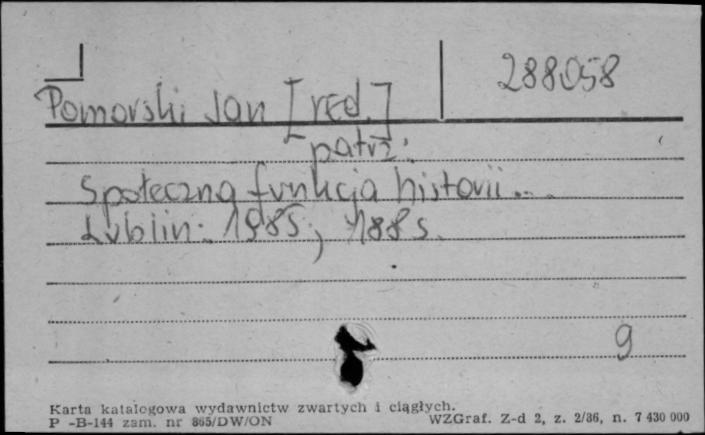 288058
Pomorski Jan [red.]
patrz:
Społeczna funkcja historii...
Lublin: 1985, 188 s.
9
Karta katalogowa wydawnictw zwartych i ciągłych.
P -B-144 zam. nr 865/DW/ON WZGraf. Z-d 2, z. 2/86, n. 7 430 000